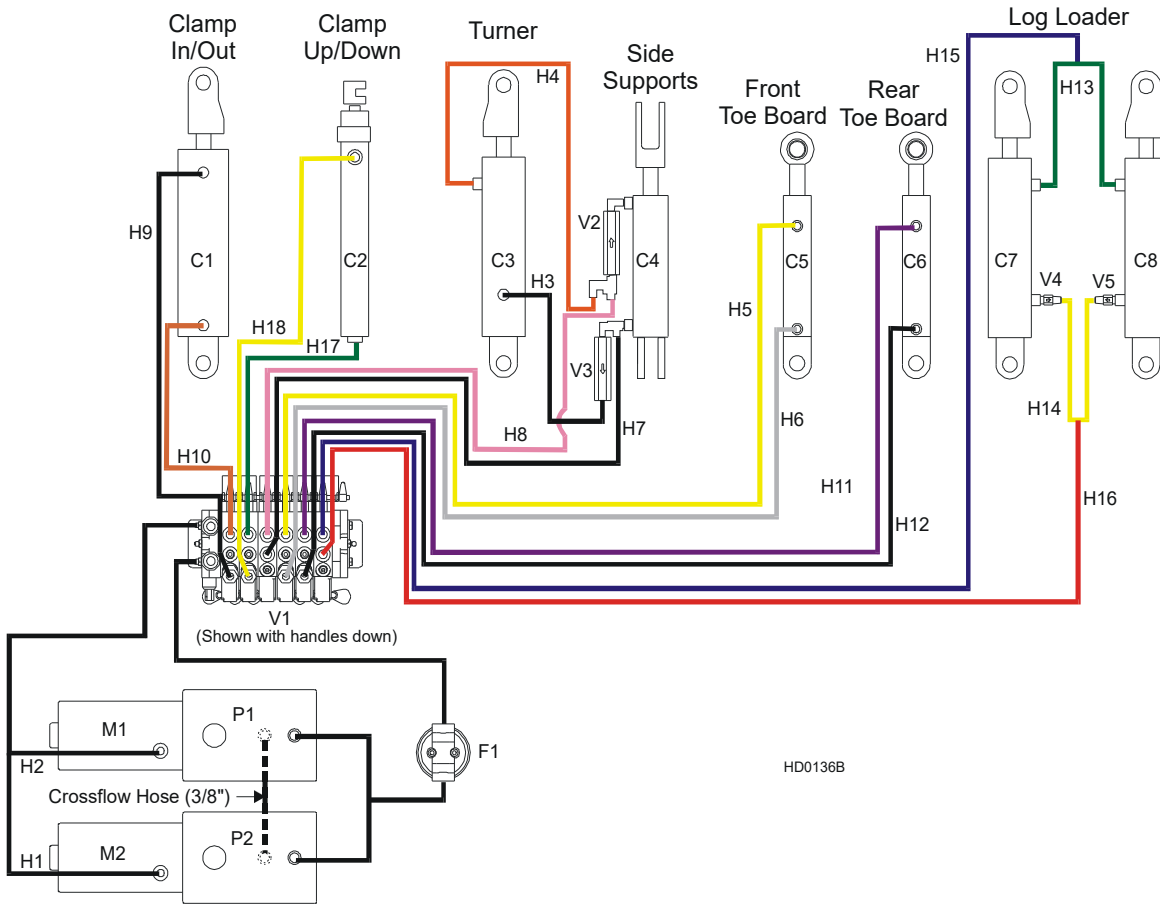 Clamp
In/Out
Clamp
Up/Down
Turner
Side
Supports
Front
Toe Board
Rear
Toe Board
Log Loader
H15
H4
H13
H9
V2
C1
C2
C3
C4
C5
C6
C7
C8
H3
V4
V5
H18
H5
H17
V3
H14
H6
H7
H8
H10
H11
H16
H12
V1
(Shown with handles down)
P1
M1
F1
H2
HD0136B
Crossflow Hose (3/8")
P2
M2
H1